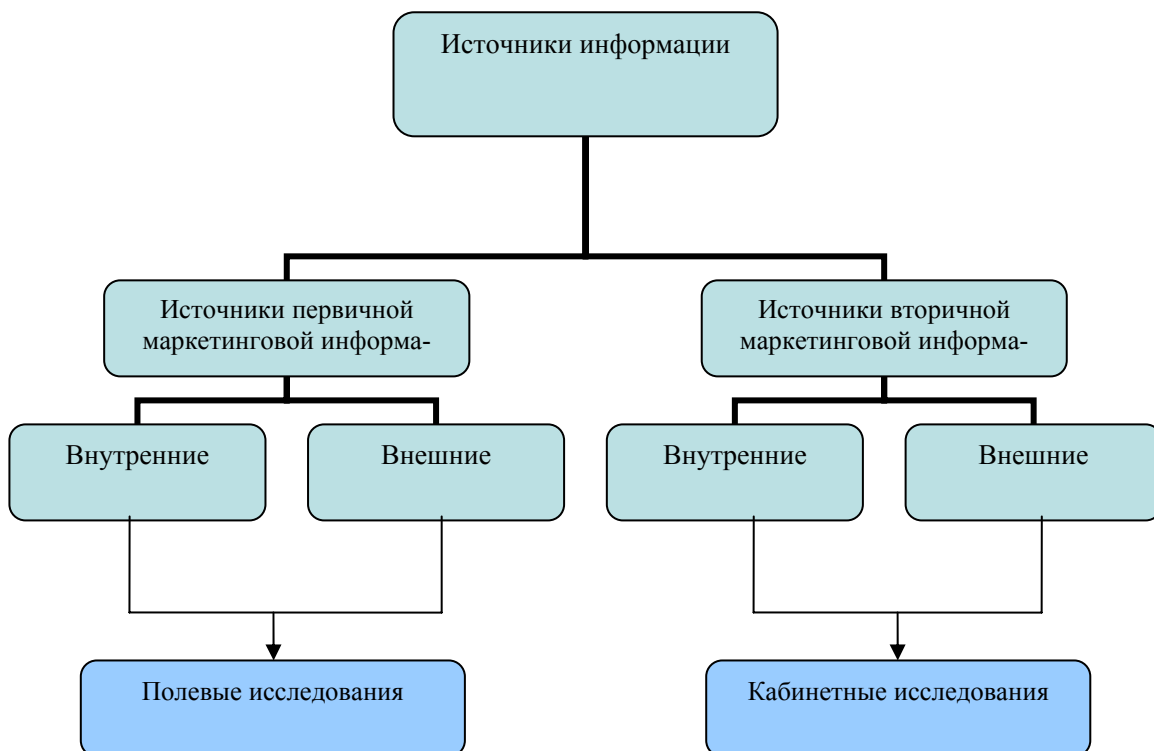 Источники информации
Источники первичной
маркетинговой информа-
Источники вторичной
маркетинговой информа-
Внутренние
Внешние
Внутренние
Внешние
Полевые исследования
Кабинетные исследования